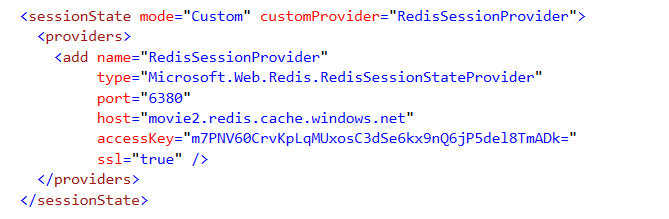 <sessionState mode="Custom" customProvider="RedisSessionProvider">
<providers>
<add name="RedisSessionProvider"
type="Microsoft.Web.Redis.RedisSessionStateProvider"
port="6380"
host="movie2.redis.cache.windows.net"
accessKey="m7PNV60CrvKpLqMUxosC3dSe6kx9nQ6jP5del8TmADk="
ssl="true" />
</providers>
</sessionState>